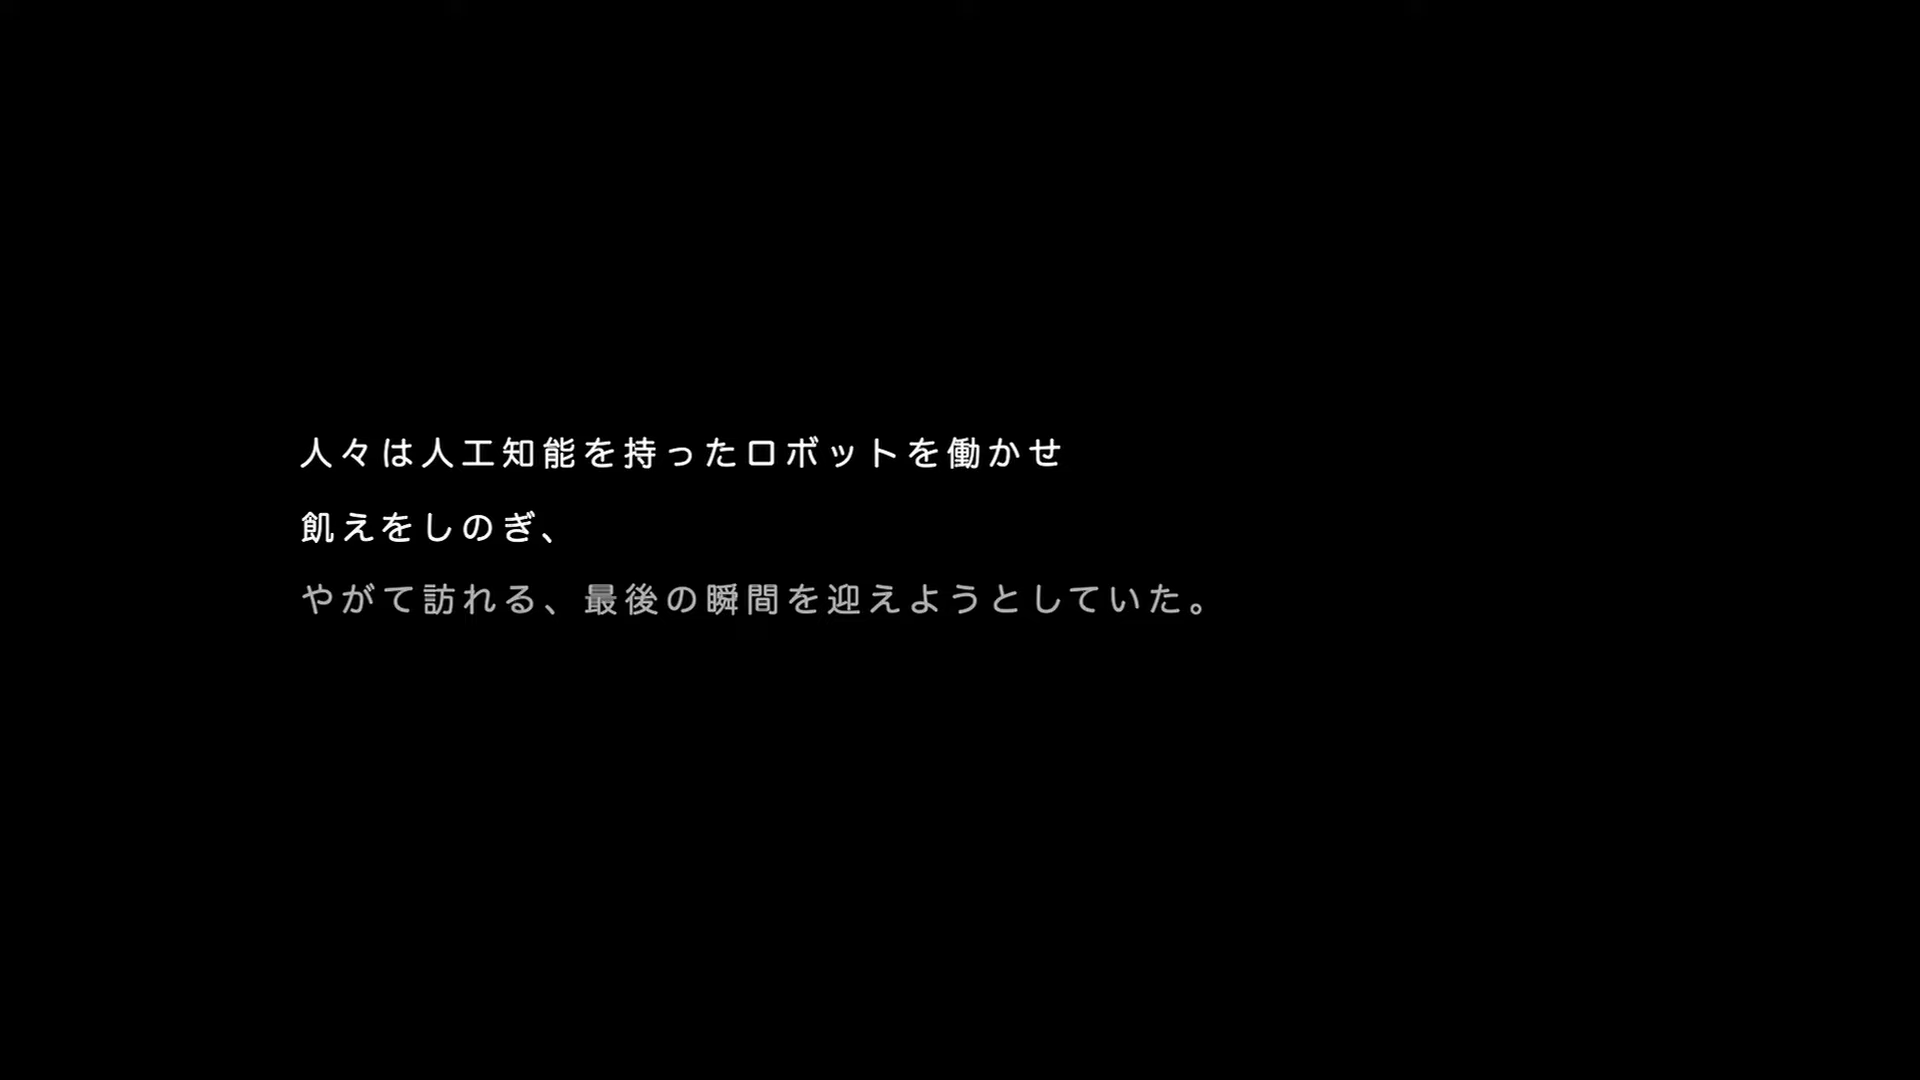 人々は人工知能を持ったロボットを働かせ
飢えをしのぎ、
やがて訪れる、最後の瞬間を迎えようとしていた。